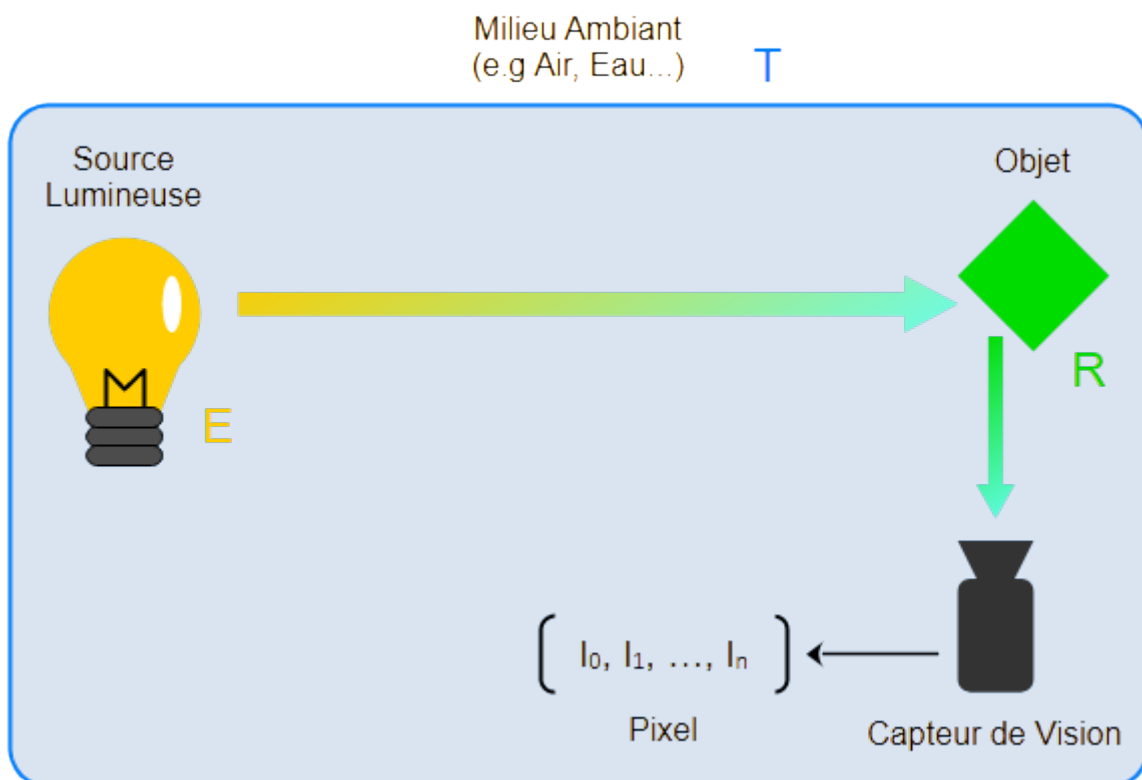 Milieu Ambiant
(e.g Air, Eau...)
T
Source
Lumineuse
Objet
E
R
I₀, I₁, ..., Iₙ
Pixel
Capteur de Vision